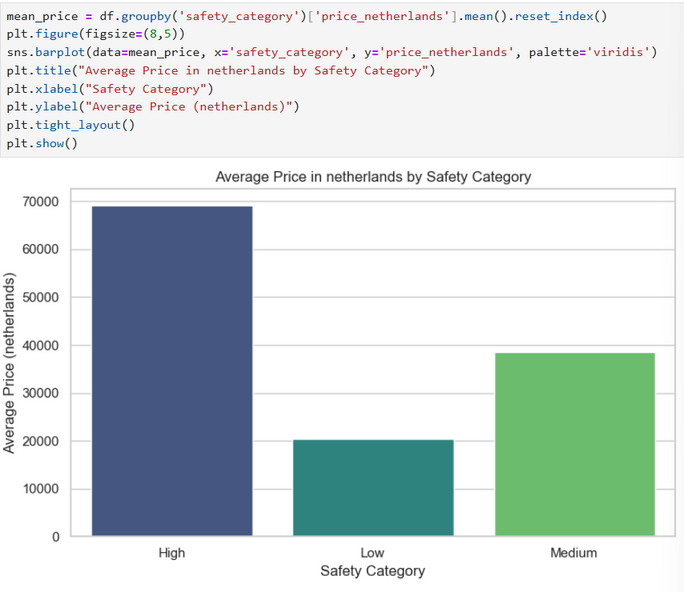 mean_price = df.groupby('safety_category')['price_netherlands'].mean().reset_index()
plt.figure(figsize=(8,5))
sns.barplot(data=mean_price, x='safety_category', y='price_netherlands', palette='viridis')
plt.title("Average Price in netherlands by Safety Category")
plt.xlabel("Safety Category")
plt.ylabel("Average Price (netherlands)")
plt.tight_layout()
plt.show()
Average Price in netherlands by Safety Category
Average Price (netherlands)
70000
60000
50000
40000
30000
20000
10000
0
High Low Medium
Safety Category